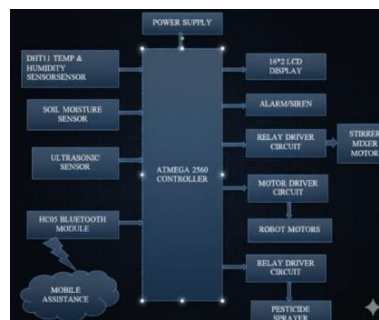 POWER SUPPLY
DHT11 TEMP &
HUMIDITY
SENSORSENSOR
SOIL MOISTURE
SENSOR
ULTRASONIC
SENSOR
HC05 BLUETOOTH
MODULE
MOBILE
ASSISTANCE
ATMEGA 2560
CONTROLLER
16*2 LCD
DISPLAY
ALARM/SIREN
RELAY DRIVER
CIRCUIT
STIRRER
MIXER
MOTOR
MOTOR DRIVER
CIRCUIT
ROBOT MOTORS
RELAY DRIVER
CIRCUIT
PESTICIDE
SPRAYER